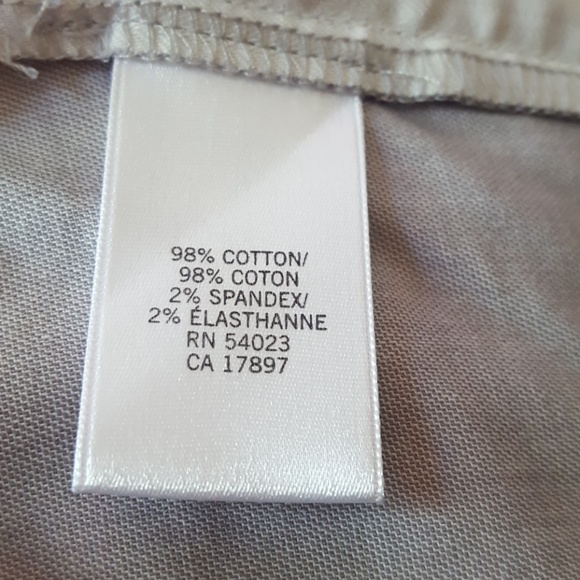 98% COTTON/
98% COTON
2% SPANDEX/
2% ÉLASTHANNE
RN 54023
CA 17897